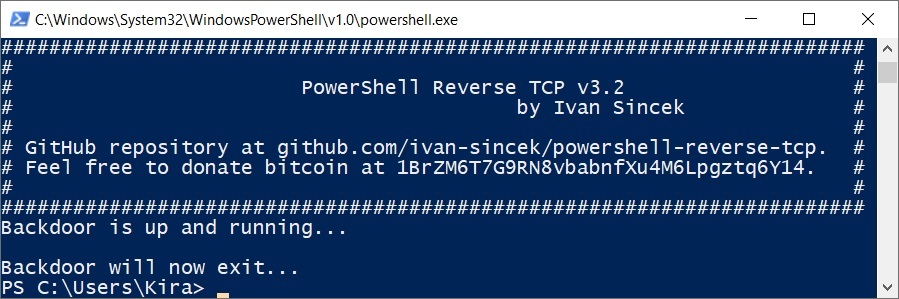 C:\Windows\System32\WindowsPowerShell\v1.0\powershell.exe
########################################################################
# #
# PowerShell Reverse TCP v3.2 #
# by Ivan Sincek #
# #
# GitHub repository at github.com/ivan-sincek/powershell-reverse-tcp. #
# Feel free to donate bitcoin at 1BrZM6T7G9RN8vbabnfXu4M6Lpgztq6Y14. #
# #
########################################################################
Backdoor is up and running...
Backdoor will now exit...
PS C:\Users\Kira>